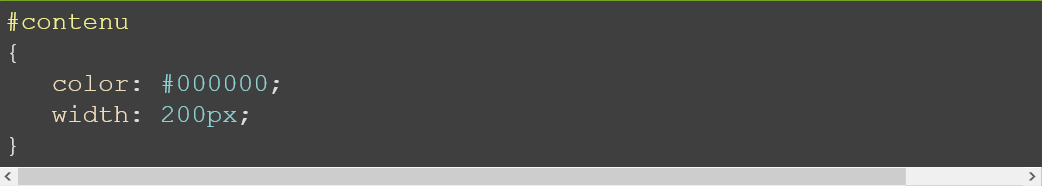 #contenu
{
color: #000000;
width: 200px;
}